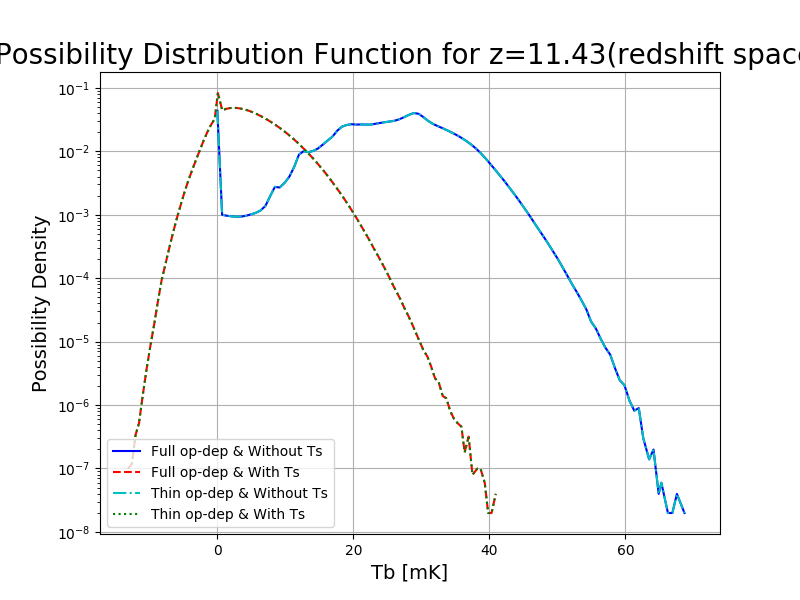 Possibility Distribution Function for z=11.43(redshift space
10⁻¹
10⁻²
10⁻³
10⁻⁴
10⁻⁵
10⁻⁶
10⁻⁷
10⁻⁸
Possibility Density
Full op-dep & Without Ts
Full op-dep & With Ts
Thin op-dep & Without Ts
Thin op-dep & With Ts
0 20 40 60
Tb [mK]